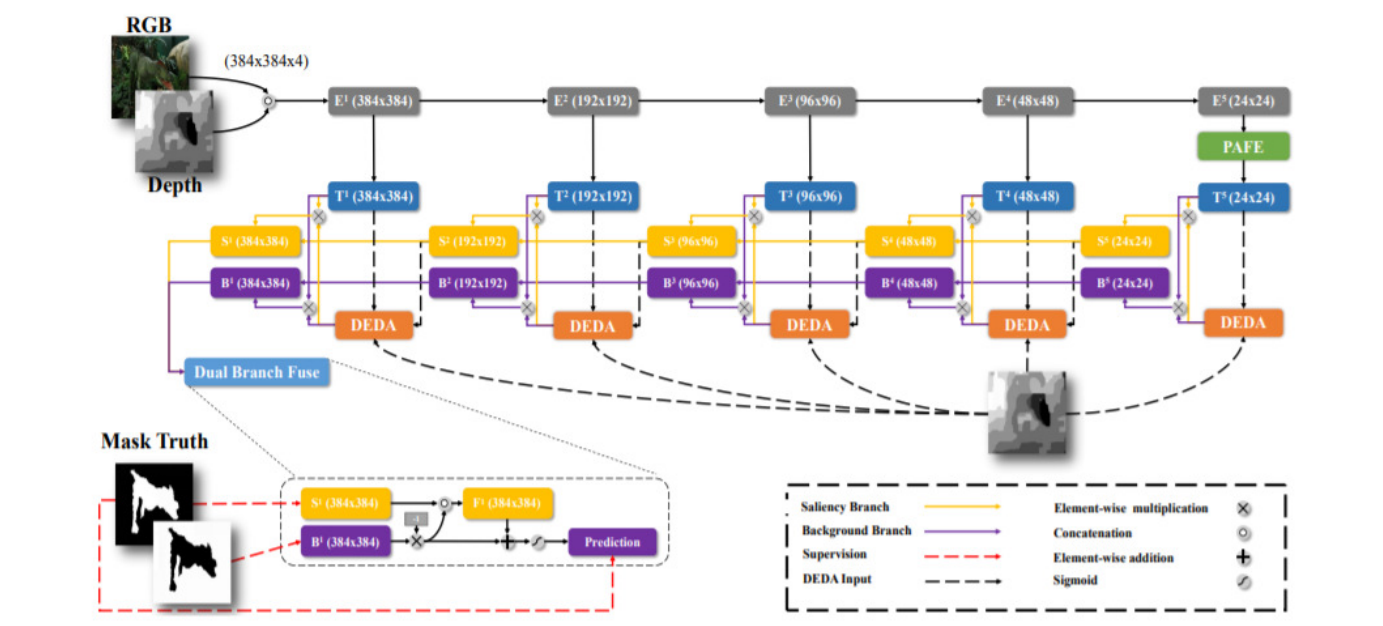 RGB
(384x384x4)
E¹ (384x384)
E² (192x192)
E³ (96x96)
E⁴ (48x48)
E⁵ (24x24)
PAFE
Depth
T¹ (384x384)
T² (192x192)
T³ (96x96)
T⁴ (48x48)
T⁵ (24x24)
S¹ (384x384)
S² (192x192)
S³ (96x96)
S⁴ (48x48)
S⁵ (24x24)
B¹ (384x384)
B² (192x192)
B³ (96x96)
B⁴ (48x48)
B⁵ (24x24)
DEDA
DEDA
DEDA
DEDA
DEDA
Dual Branch Fuse
Mask Truth
S¹ (384x384)
F¹ (384x384)
-1
B¹ (384x384)
Prediction
Saliency Branch
Background Branch
Supervision
DEDA Input
Element-wise multiplication
Concatenation
Element-wise addition
Sigmoid